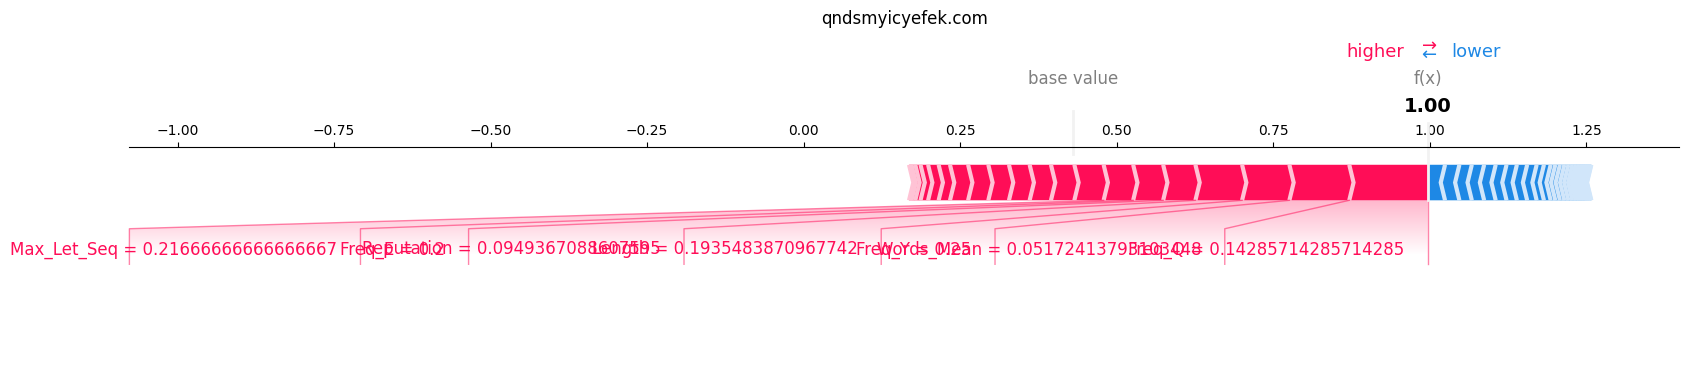 qndsmyicyefek.com
higher → ← lower
base value f(x)
1.00
−1.00 −0.75 −0.50 −0.25 0.00 0.25 0.50 0.75 1.00 1.25
Max_Let_Seq = 0.21666666666666667 Freq_E = 0.2 Reputation = 0.0949367088607595 Length = 0.1935483870967742 Freq_Y = 0.25 Words_Mean = 0.05172413793103448 Freq_Q = 0.14285714285714285